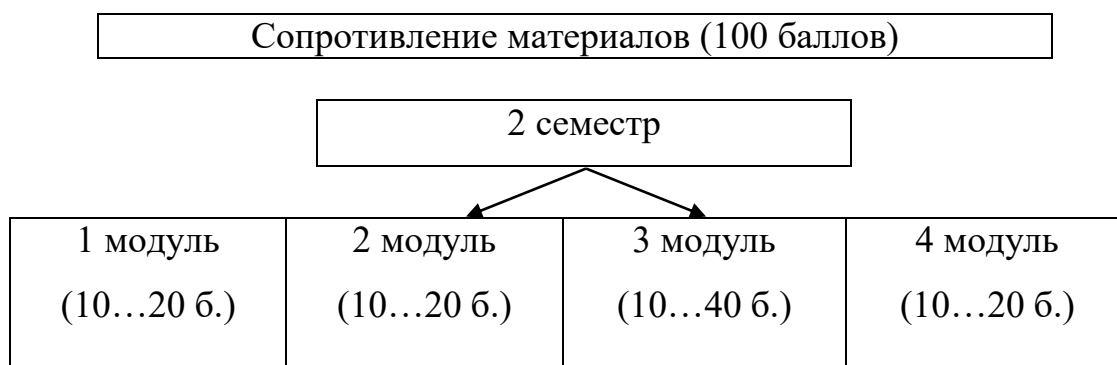 Сопротивление материалов (100 баллов)
2 семестр
1 модуль
(10…20 б.)
2 модуль
(10…20 б.)
3 модуль
(10…40 б.)
4 модуль
(10…20 б.)